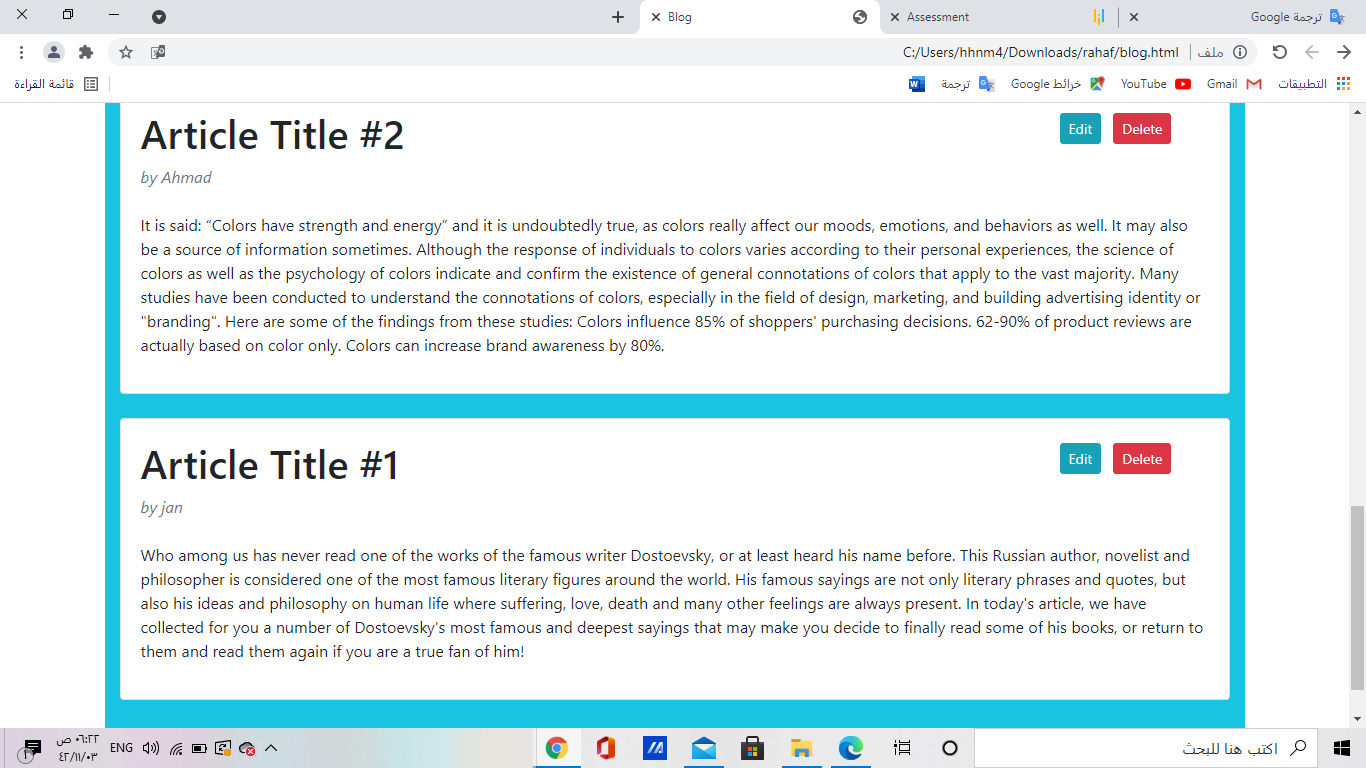 Blog
Assessment
ترجمة Google
C:/Users/hhnm4/Downloads/rahaf/blog.html
ملف
قائمة القراءة
ترجمة
خرائط Google
YouTube
Gmail
التطبيقات
Article Title #2
Edit
Delete
by Ahmad
It is said: “Colors have strength and energy” and it is undoubtedly true, as colors really affect our moods, emotions, and behaviors as well. It may also
be a source of information sometimes. Although the response of individuals to colors varies according to their personal experiences, the science of
colors as well as the psychology of colors indicate and confirm the existence of general connotations of colors that apply to the vast majority. Many
studies have been conducted to understand the connotations of colors, especially in the field of design, marketing, and building advertising identity or
"branding". Here are some of the findings from these studies: Colors influence 85% of shoppers' purchasing decisions. 62-90% of product reviews are
actually based on color only. Colors can increase brand awareness by 80%.
Article Title #1
Edit
Delete
by jan
Who among us has never read one of the works of the famous writer Dostoevsky, or at least heard his name before. This Russian author, novelist and
philosopher is considered one of the most famous literary figures around the world. His famous sayings are not only literary phrases and quotes, but
also his ideas and philosophy on human life where suffering, love, death and many other feelings are always present. In today's article, we have
collected for you a number of Dostoevsky's most famous and deepest sayings that may make you decide to finally read some of his books, or return to
them and read them again if you are a true fan of him!
٠٦:٢٢ ص
٤٢/١١/٠٣
ENG
اكتب هنا للبحث